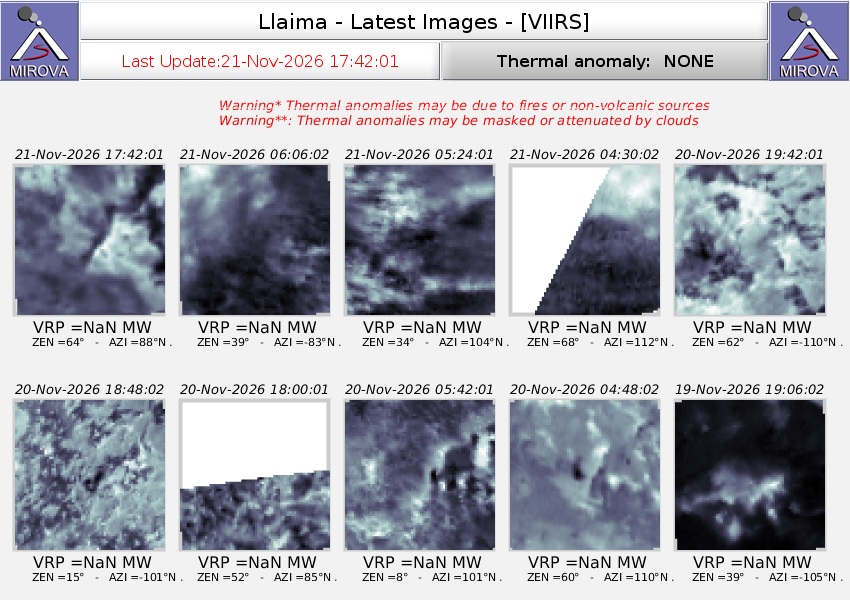 Llaima - Latest Images - [VIIRS]
MIROVA
Last Update:21-Nov-2026 17:42:01
Thermal anomaly: NONE
MIROVA
Warning* Thermal anomalies may be due to fires or non-volcanic sources
Warning**: Thermal anomalies may be masked or attenuated by clouds
21-Nov-2026 17:42:01 21-Nov-2026 06:06:02 21-Nov-2026 05:24:01 21-Nov-2026 04:30:02 20-Nov-2026 19:42:01
VRP =NaN MW VRP =NaN MW VRP =NaN MW VRP =NaN MW VRP =NaN MW
ZEN =64° - AZI =88°N . ZEN =39° - AZI =-83°N . ZEN =34° - AZI =104°N . ZEN =68° - AZI =112°N . ZEN =62° - AZI =-110°N .
20-Nov-2026 18:48:02 20-Nov-2026 18:00:01 20-Nov-2026 05:42:01 20-Nov-2026 04:48:02 19-Nov-2026 19:06:02
VRP =NaN MW VRP =NaN MW VRP =NaN MW VRP =NaN MW VRP =NaN MW
ZEN =15° - AZI =-101°N . ZEN =52° - AZI =85°N . ZEN =8° - AZI =101°N . ZEN =60° - AZI =110°N . ZEN =39° - AZI =-105°N .